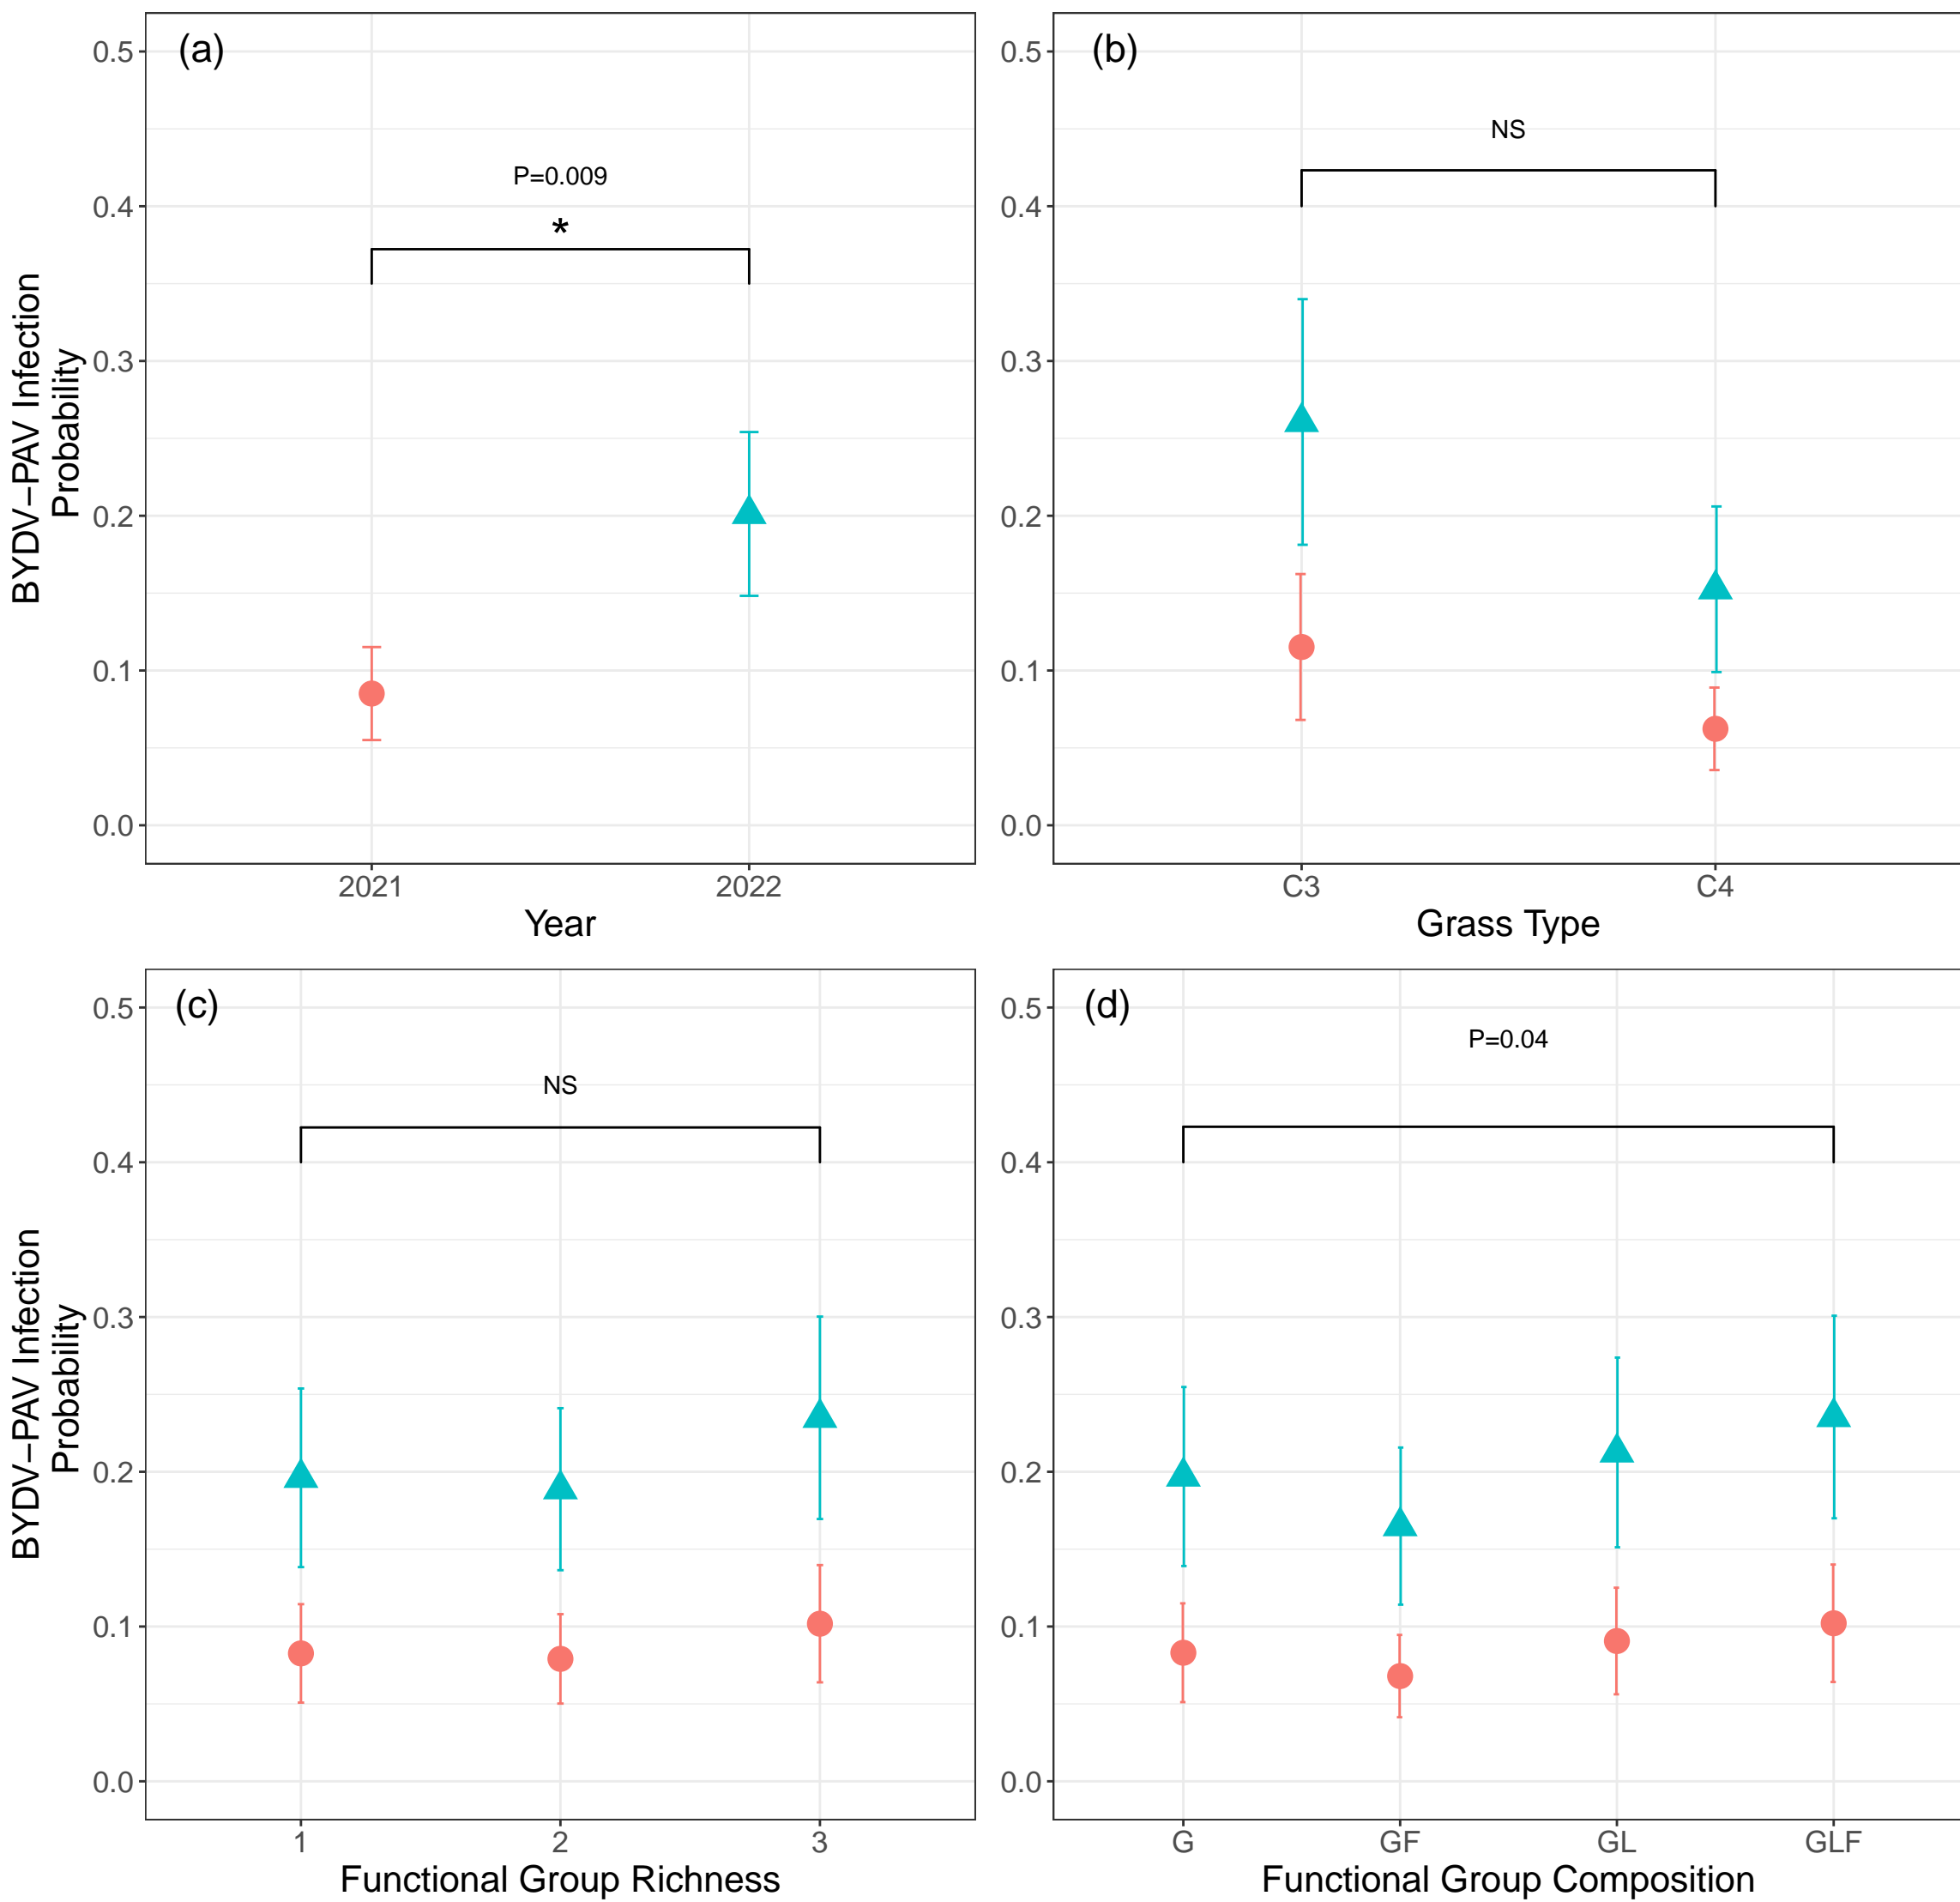 (a)
P=0.009
*
0.5
0.4
0.3
0.2
0.1
0.0
BYDV−PAV Infection
Probability
2021 2022
Year
(b)
NS
0.5
0.4
0.3
0.2
0.1
0.0
C3 C4
Grass Type
(c)
NS
0.5
0.4
0.3
0.2
0.1
0.0
BYDV−PAV Infection
Probability
1 2 3
Functional Group Richness
(d)
P=0.04
0.5
0.4
0.3
0.2
0.1
0.0
G GF GL GLF
Functional Group Composition